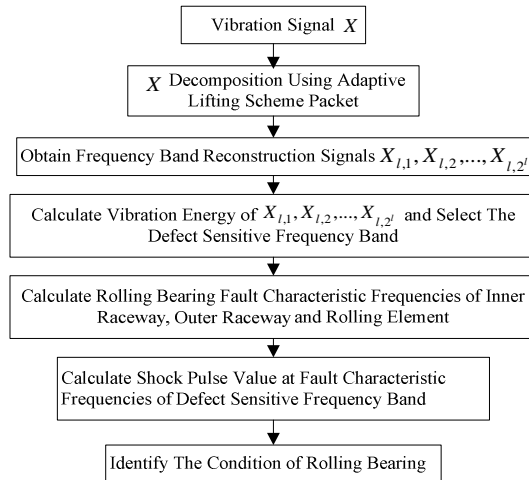 Vibration Signal X
X Decomposition Using Adaptive
Lifting Scheme Packet
Obtain Frequency Band Reconstruction Signals X_{l,1}, X_{l,2},..., X_{l,2^l}
Calculate Vibration Energy of X_{l,1}, X_{l,2},..., X_{l,2^l} and Select The
Defect Sensitive Frequency Band
Calculate Rolling Bearing Fault Characteristic Frequencies of Inner
Raceway, Outer Raceway and Rolling Element
Calculate Shock Pulse Value at Fault Characteristic
Frequencies of Defect Sensitive Frequency Band
Identify The Condition of Rolling Bearing